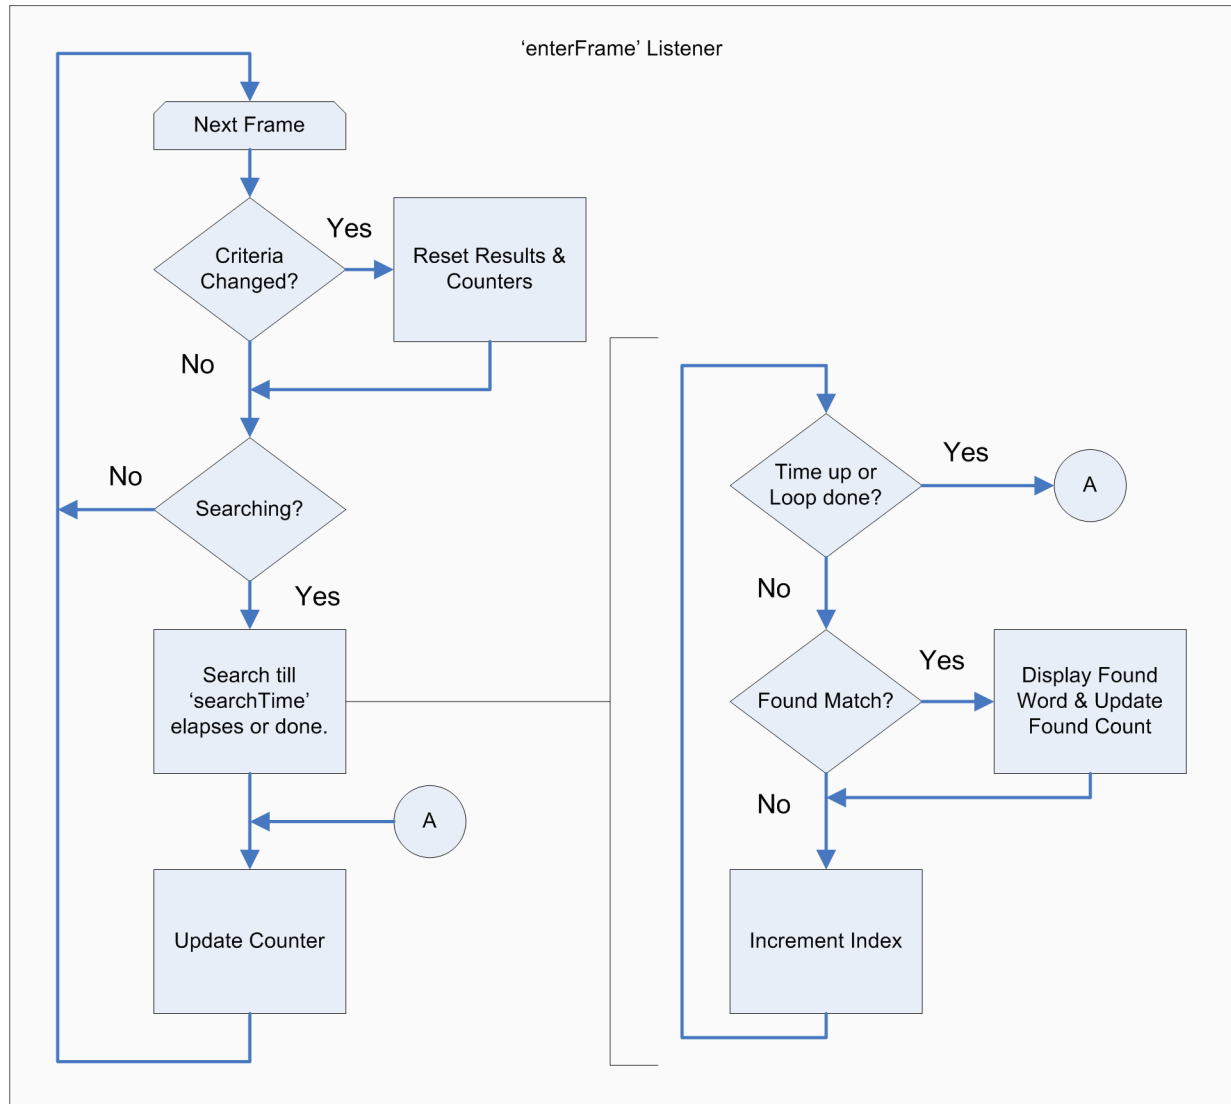 ‘enterFrame’ Listener
Next Frame
Criteria
Changed?
Yes
Reset Results &
Counters
No
Searching?
No
Yes
Search till
‘searchTime’
elapses or done.
A
Update Counter
Time up or
Loop done?
Yes
A
No
Found Match?
Yes
Display Found
Word & Update
Found Count
No
Increment Index